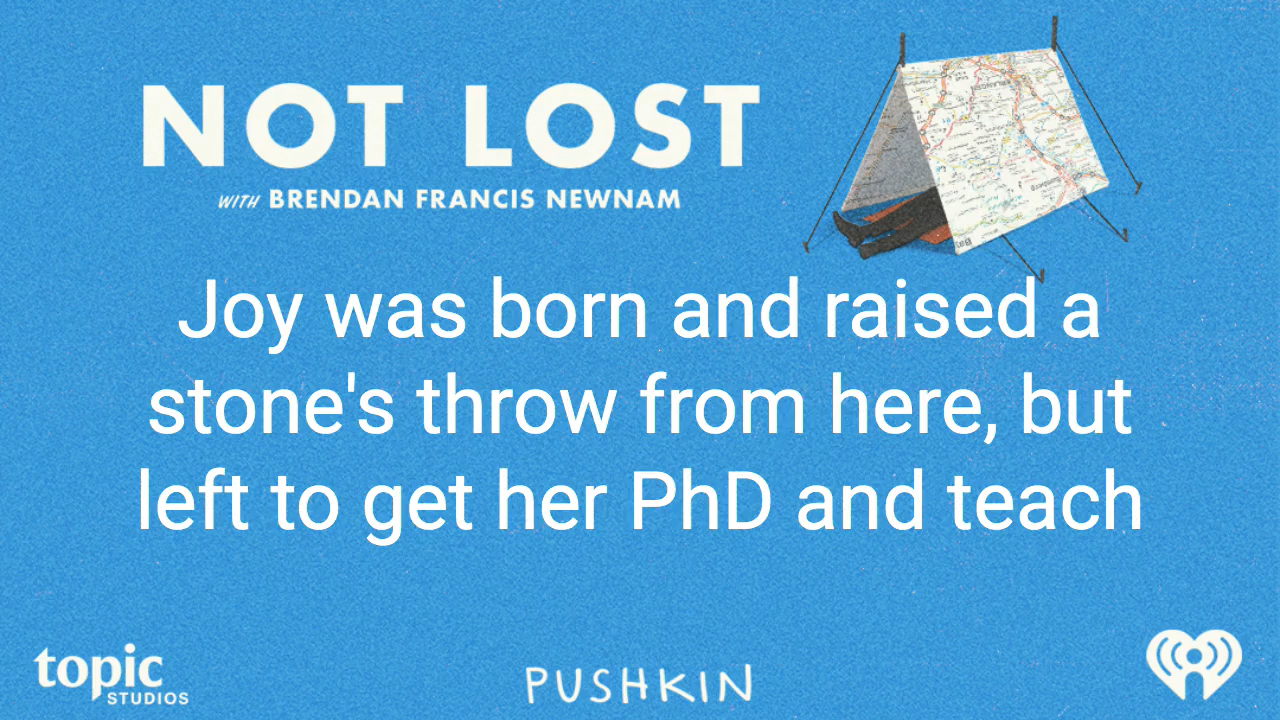 NOT LOST
WITH BRENDAN FRANCIS NEWNAM
Joy was born and raised a
stone's throw from here, but
left to get her PhD and teach
topic
STUDIOS
PUSHKIN